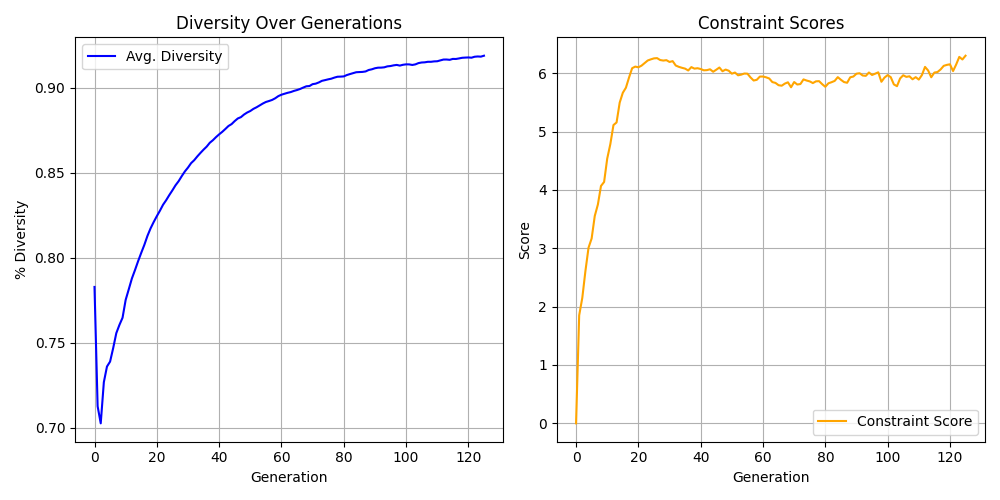 Diversity Over Generations
Avg. Diversity
% Diversity
0.90
0.85
0.80
0.75
0.70
0 20 40 60 80 100 120
Generation
Constraint Scores
Score
6
5
4
3
2
1
0
Constraint Score
0 20 40 60 80 100 120
Generation